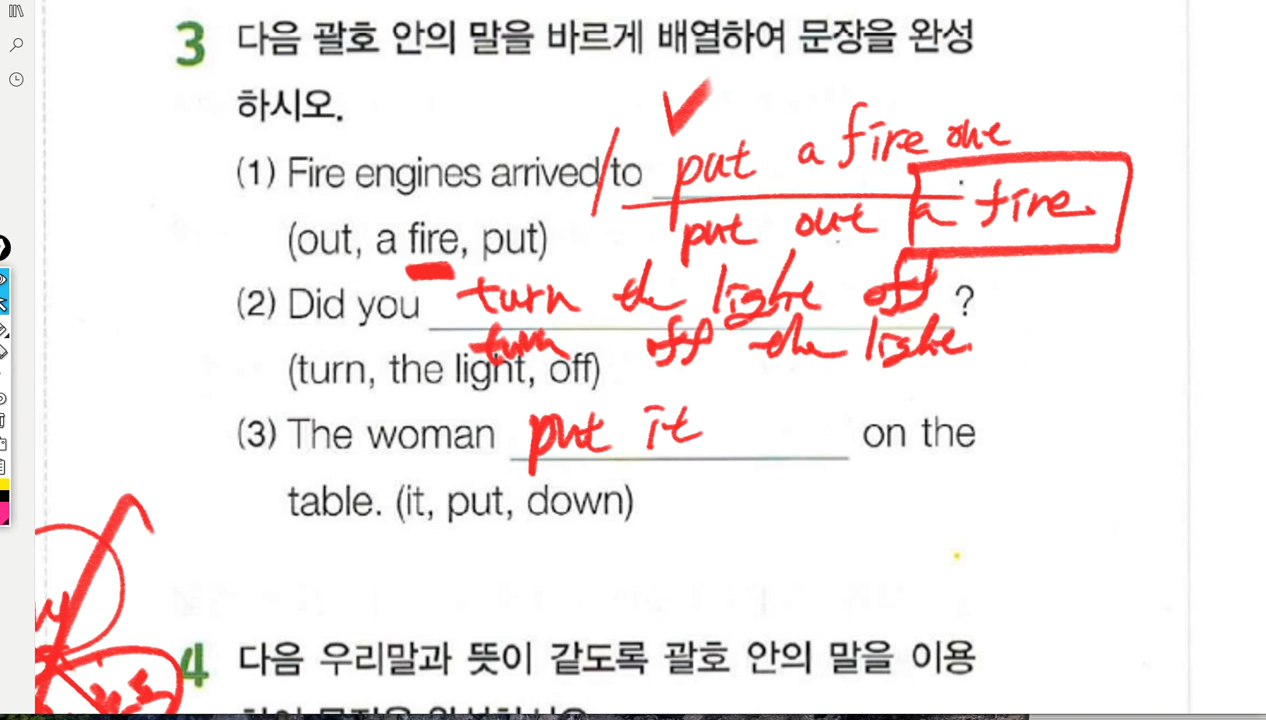 3 다음 괄호 안의 말을 바르게 배열하여 문장을 완성
하시오.
put a fire out
(1) Fire engines arrived to
put out a fire.
(out, a fire, put)
(2) Did you turn the light off ?
turn off the light.
(turn, the light, off)
(3) The woman put it on the
table. (it, put, down)
4 다음 우리말과 뜻이 같도록 괄호 안의 말을 이용